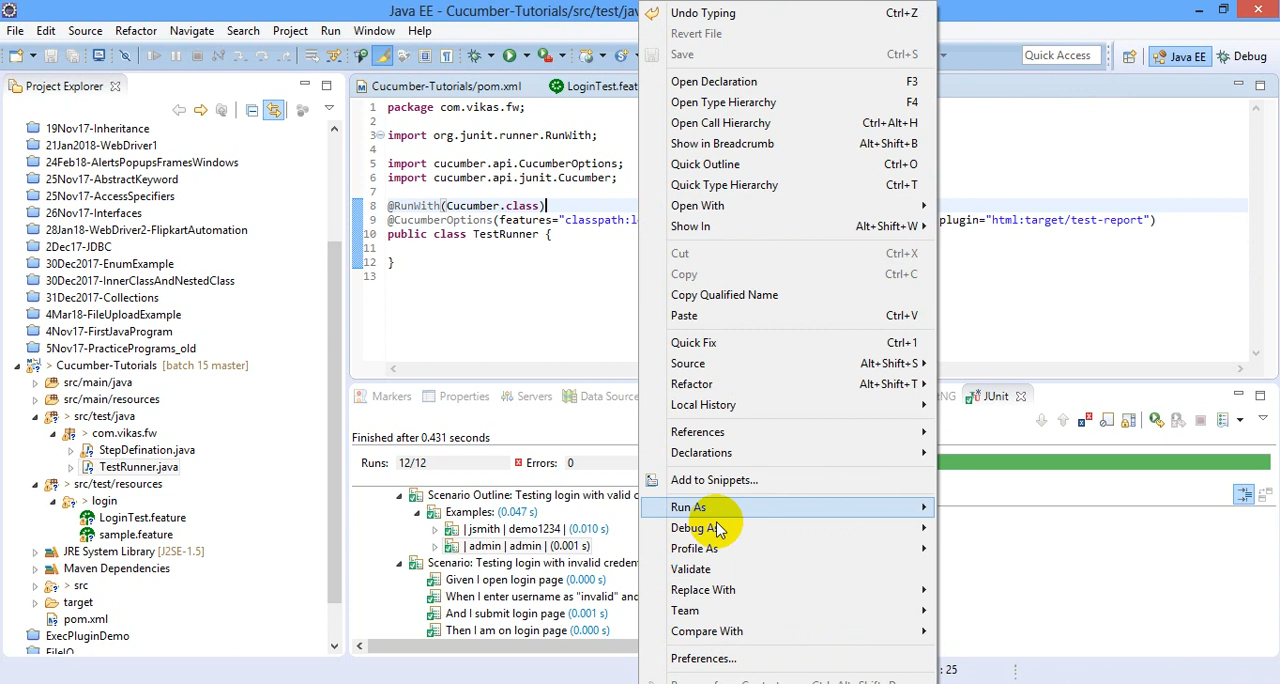 Java EE - Cucumber-Tutorials/src/test/jav
File Edit Source Refactor Navigate Search Project Run Window Help
Quick Access Java EE Debug
Project Explorer
19Nov17-Inheritance
21Jan2018-WebDriver1
24Feb18-AlertsPopupsFramesWindows
25Nov17-AbstractKeyword
25Nov17-AccessSpecifiers
26Nov17-Interfaces
28Jan18-WebDriver2-FlipkartAutomation
2Dec17-JDBC
30Dec2017-EnumExample
30Dec2017-InnerClassAndNestedClass
31Dec2017-Collections
4Mar18-FileUploadExample
4Nov17-FirstJavaProgram
5Nov17-PracticePrograms_old
> Cucumber-Tutorials [batch 15 master]
src/main/java
src/main/resources
> src/test/java
> com.vikas.fw
StepDefination.java
TestRunner.java
> src/test/resources
> login
LoginTest.feature
sample.feature
JRE System Library [J2SE-1.5]
Maven Dependencies
> src
target
pom.xml
ExecPluginDemo
FileIO
Cucumber-Tutorials/pom.xml LoginTest.feat
1 package com.vikas.fw;
2
3 import org.junit.runner.RunWith;
4
5 import cucumber.api.CucumberOptions;
6 import cucumber.api.junit.Cucumber;
7
8 @RunWith(Cucumber.class)
9 @CucumberOptions(features="classpath:l plugin="html:target/test-report")
10 public class TestRunner {
11
12 }
13
Markers Properties Servers Data Source NG JUnit
Finished after 0.431 seconds
Runs: 12/12 Errors: 0
Scenario Outline: Testing login with valid c
Examples: (0.047 s)
| jsmith | demo1234 | (0.010 s)
| admin | admin | (0.001 s)
Scenario: Testing login with invalid creden
Given I open login page (0.000 s)
When I enter username as "invalid" and
And I submit login page (0.001 s)
Then I am on login page (0.000 s)
Undo Typing Ctrl+Z
Revert File
Save Ctrl+S
Open Declaration F3
Open Type Hierarchy F4
Open Call Hierarchy Ctrl+Alt+H
Show in Breadcrumb Alt+Shift+B
Quick Outline Ctrl+O
Quick Type Hierarchy Ctrl+T
Open With
Show In Alt+Shift+W
Cut Ctrl+X
Copy Ctrl+C
Copy Qualified Name
Paste Ctrl+V
Quick Fix Ctrl+1
Source Alt+Shift+S
Refactor Alt+Shift+T
Local History
References
Declarations
Add to Snippets...
Run As
Debug As
Profile As
Validate
Replace With
Team
Compare With
Preferences...
: 25